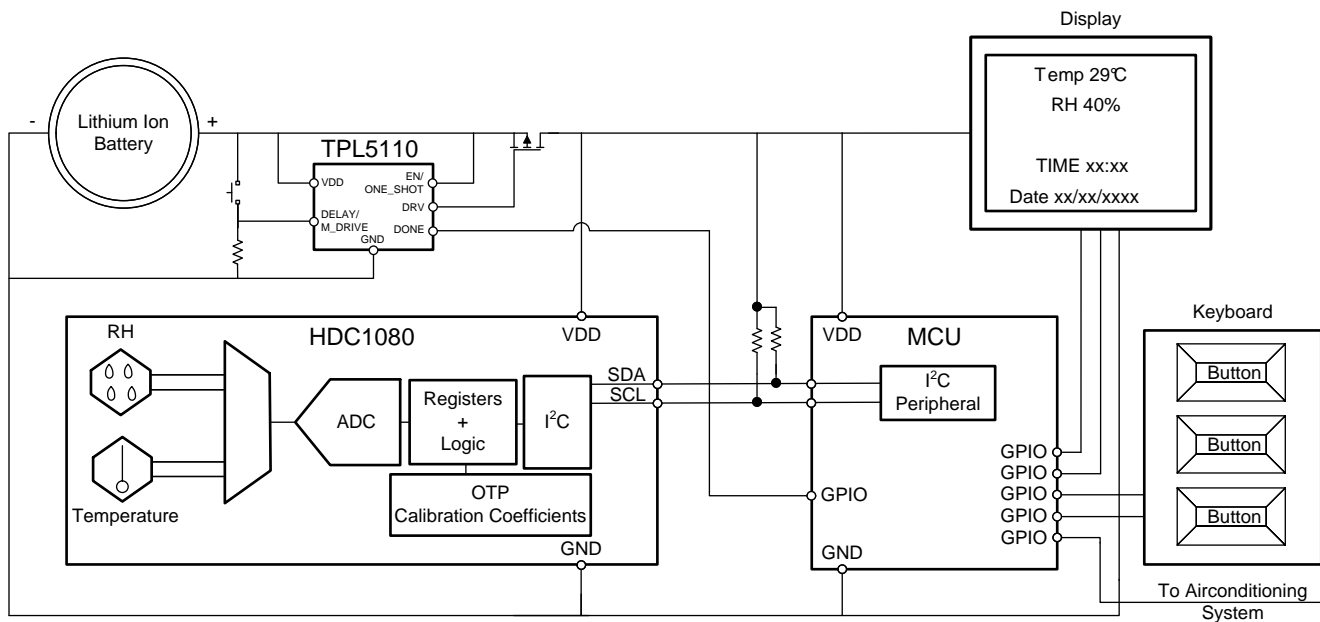 Display
Temp 29℃
RH 40%
TIME xx:xx
Date xx/xx/xxxx
-
Lithium Ion
Battery
+
TPL5110
VDD
EN/
ONE_SHOT
DRV
DELAY/
M_DRIVE
DONE
GND
RH
HDC1080
VDD
SDA
SCL
ADC
Registers
+
Logic
I²C
OTP
Calibration Coefficients
Temperature
GND
VDD
MCU
I²C
Peripheral
GPIO
GPIO
GPIO
GPIO
GPIO
GPIO
GND
Keyboard
Button
Button
Button
To Airconditioning
System